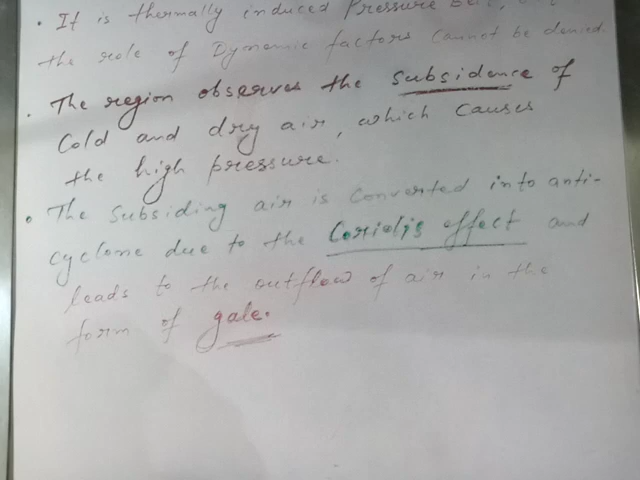 • It is thermally induced Pressure Belt,
the role of Dynamic factors Cannot be denied.
• The region observes the subsidence of
Cold and dry air, which causes
the high pressure.
• The Subsiding air is Converted into anti-
cyclone due to the Coriolis effect and
leads to the outflow of air in the
form of gale.